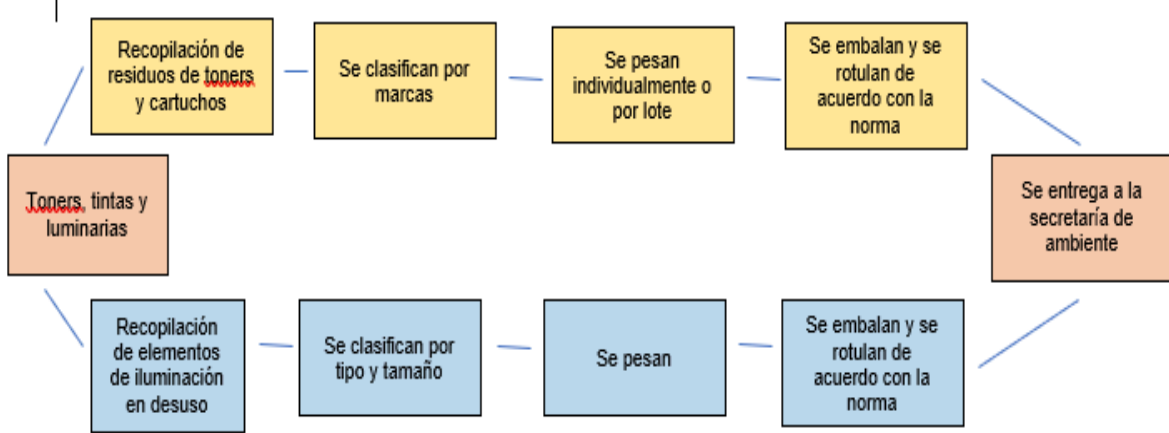 Toners, tintas y
luminarias
Recopilación de
residuos de toners
y cartuchos
Se clasifican por
marcas
Se pesan
individualmente o
por lote
Se embalan y se
rotulan de
acuerdo con la
norma
Recopilación
de elementos
de iluminación
en desuso
Se clasifican por
tipo y tamaño
Se pesan
Se embalan y se
rotulan de
acuerdo con la
norma
Se entrega a la
secretaría de
ambiente